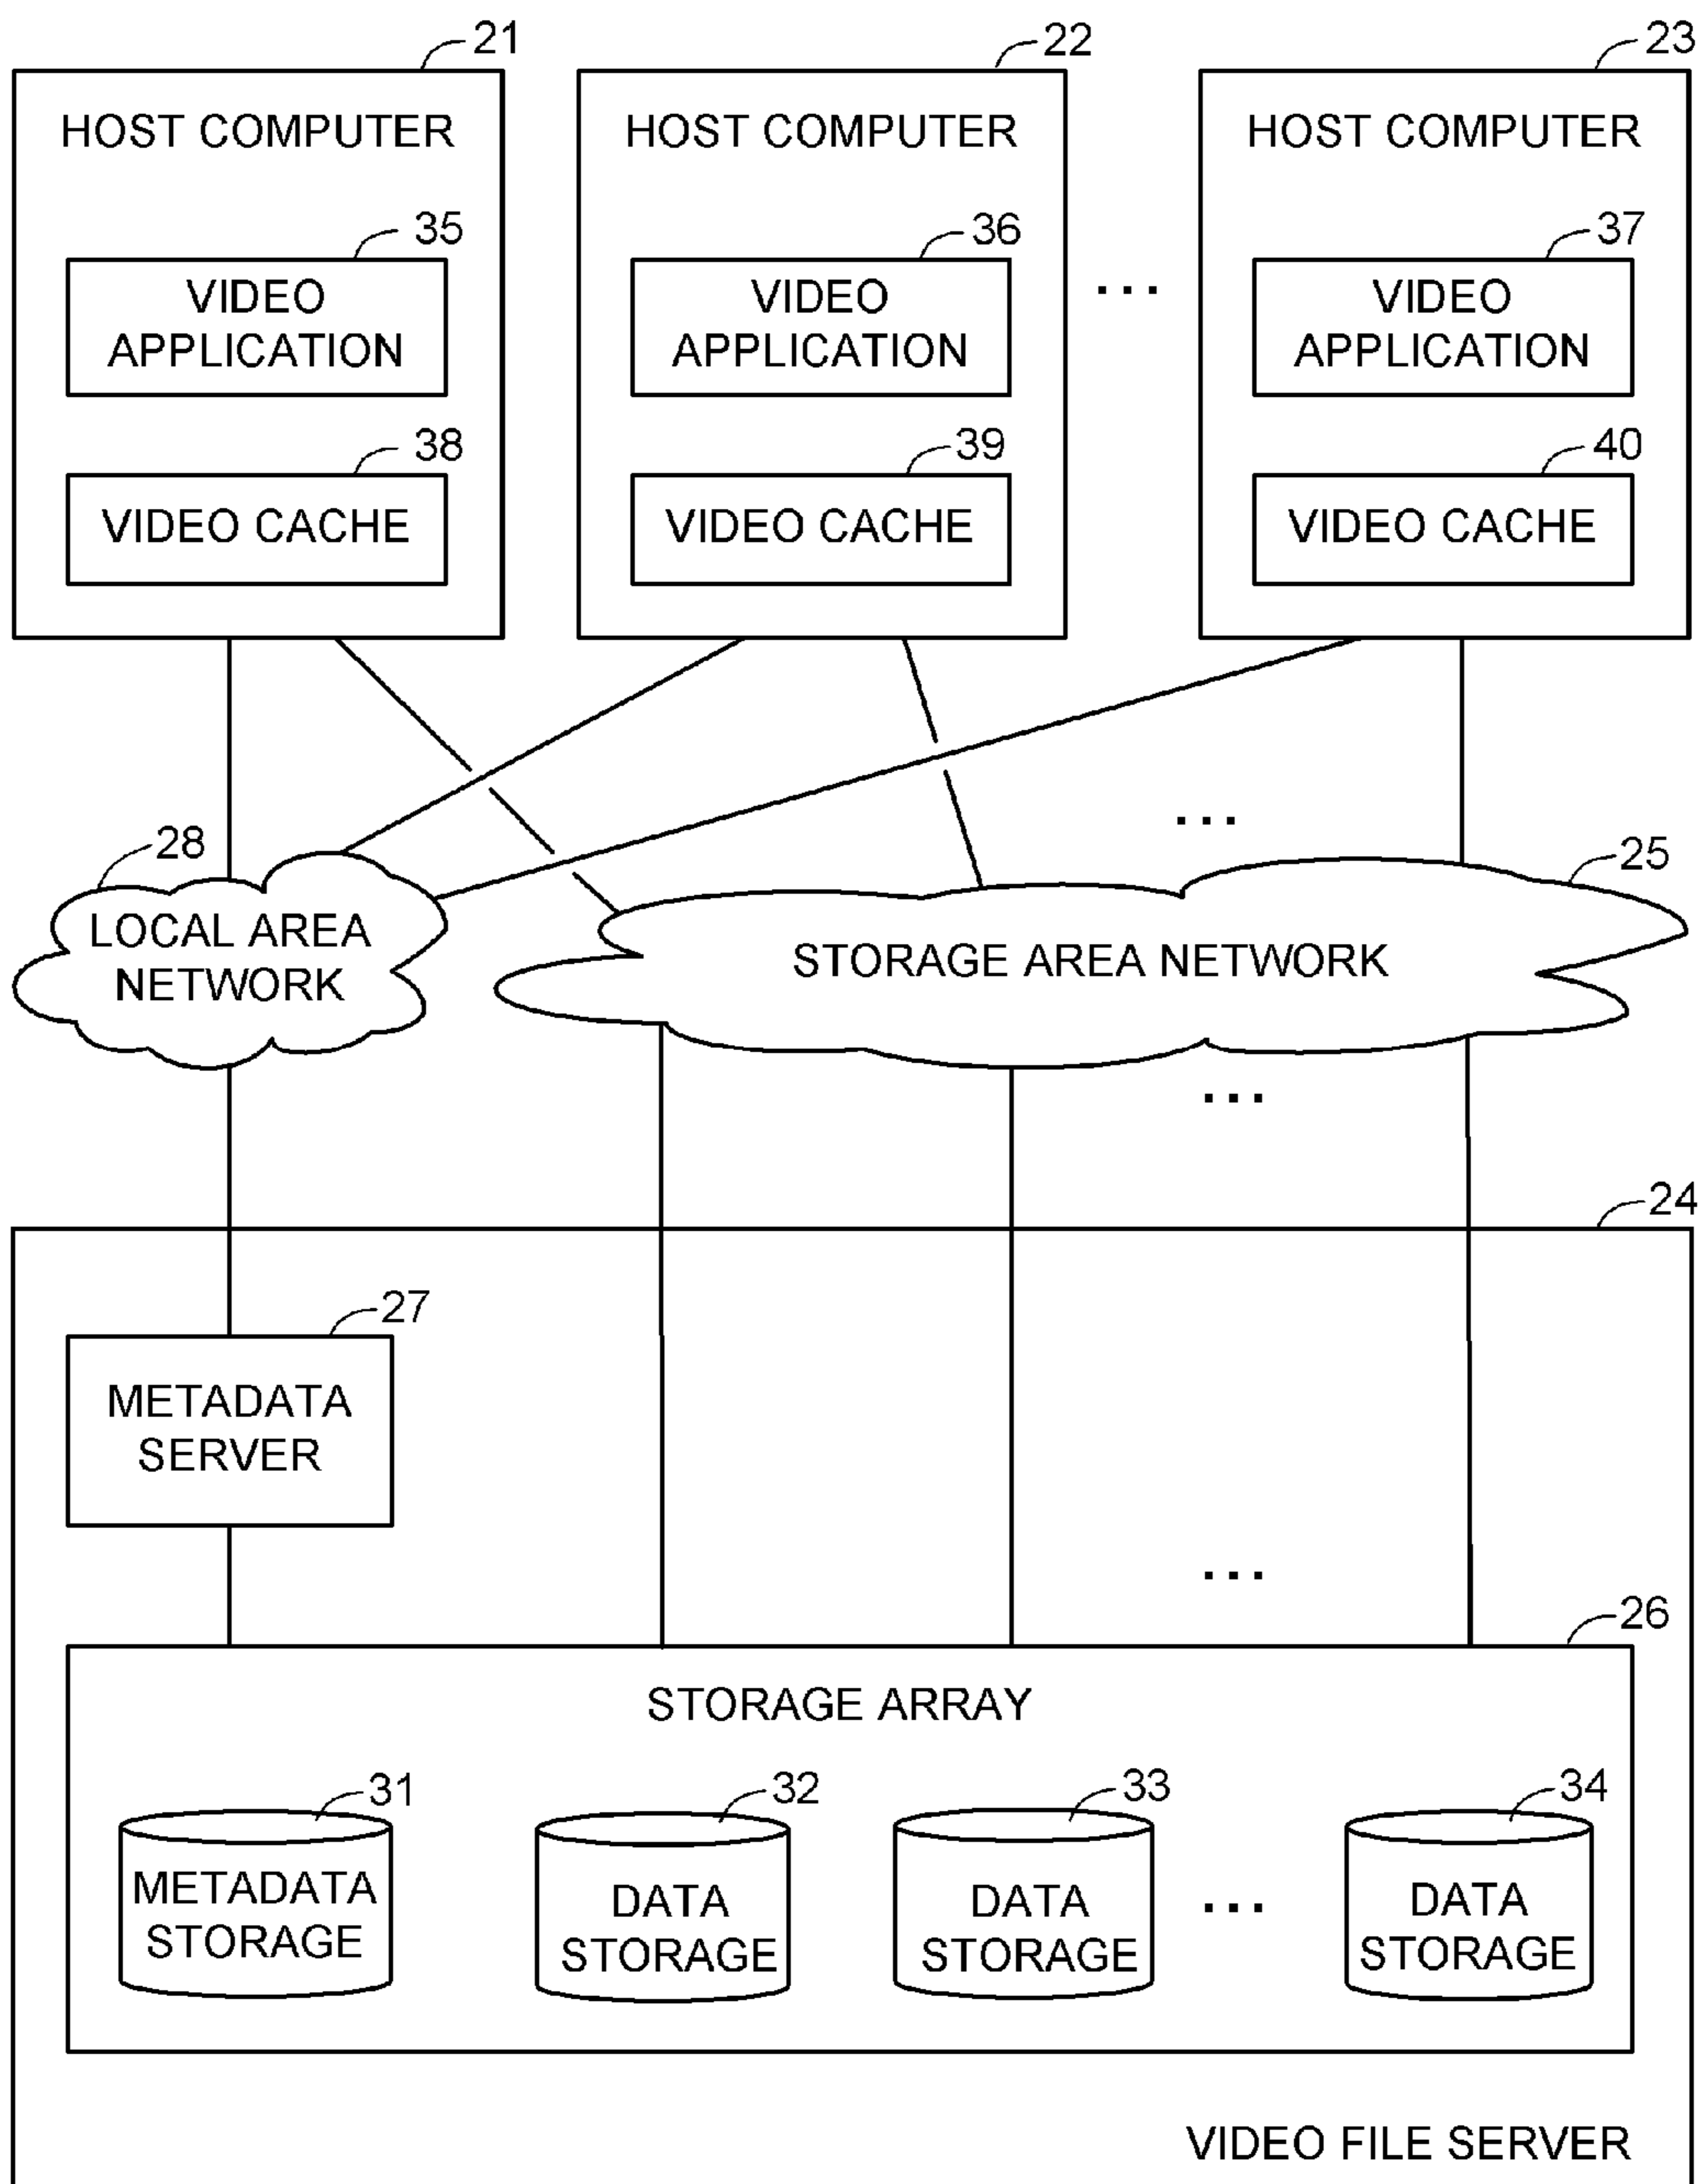 21
22
23
HOST COMPUTER
HOST COMPUTER
HOST COMPUTER
35
36
37
VIDEO
APPLICATION
VIDEO
APPLICATION
...
VIDEO
APPLICATION
38
39
40
VIDEO CACHE
VIDEO CACHE
VIDEO CACHE
...
28
25
LOCAL AREA
NETWORK
STORAGE AREA NETWORK
...
24
27
METADATA
SERVER
...
26
STORAGE ARRAY
31
32
33
34
METADATA
STORAGE
DATA
STORAGE
DATA
STORAGE
...
DATA
STORAGE
VIDEO FILE SERVER